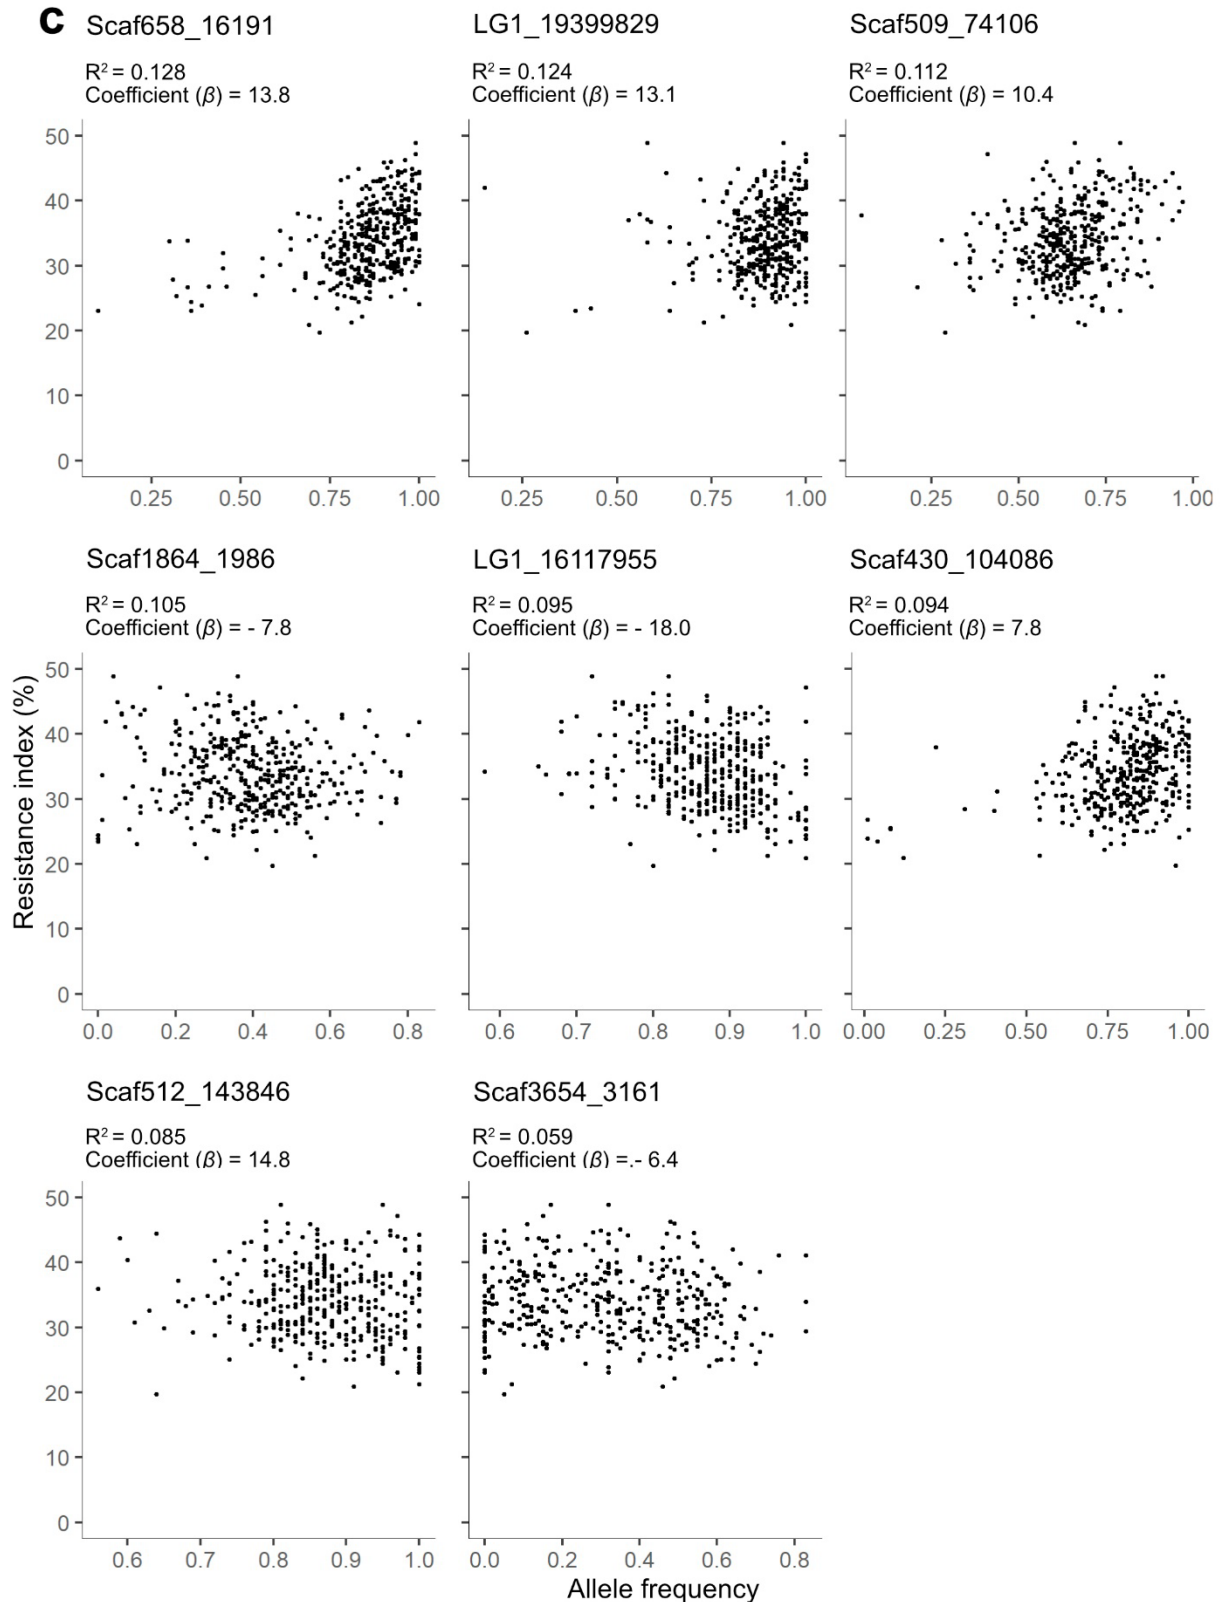 C
Scaf658_16191
R² = 0.128
Coefficient (β) = 13.8
LG1_19399829
R² = 0.124
Coefficient (β) = 13.1
Scaf509_74106
R² = 0.112
Coefficient (β) = 10.4
50
40
30
20
10
0
0.25 0.50 0.75 1.00
0.25 0.50 0.75 1.00
0.25 0.50 0.75 1.00
Scaf1864_1986
R² = 0.105
Coefficient (β) = - 7.8
LG1_16117955
R² = 0.095
Coefficient (β) = - 18.0
Scaf430_104086
R² = 0.094
Coefficient (β) = 7.8
Resistance index (%)
50
40
30
20
10
0
0.0 0.2 0.4 0.6 0.8
0.6 0.7 0.8 0.9 1.0
0.00 0.25 0.50 0.75 1.00
Scaf512_143846
R² = 0.085
Coefficient (β) = 14.8
Scaf3654_3161
R² = 0.059
Coefficient (β) =.- 6.4
50
40
30
20
10
0
0.6 0.7 0.8 0.9 1.0
0.0 0.2 0.4 0.6 0.8
Allele frequency